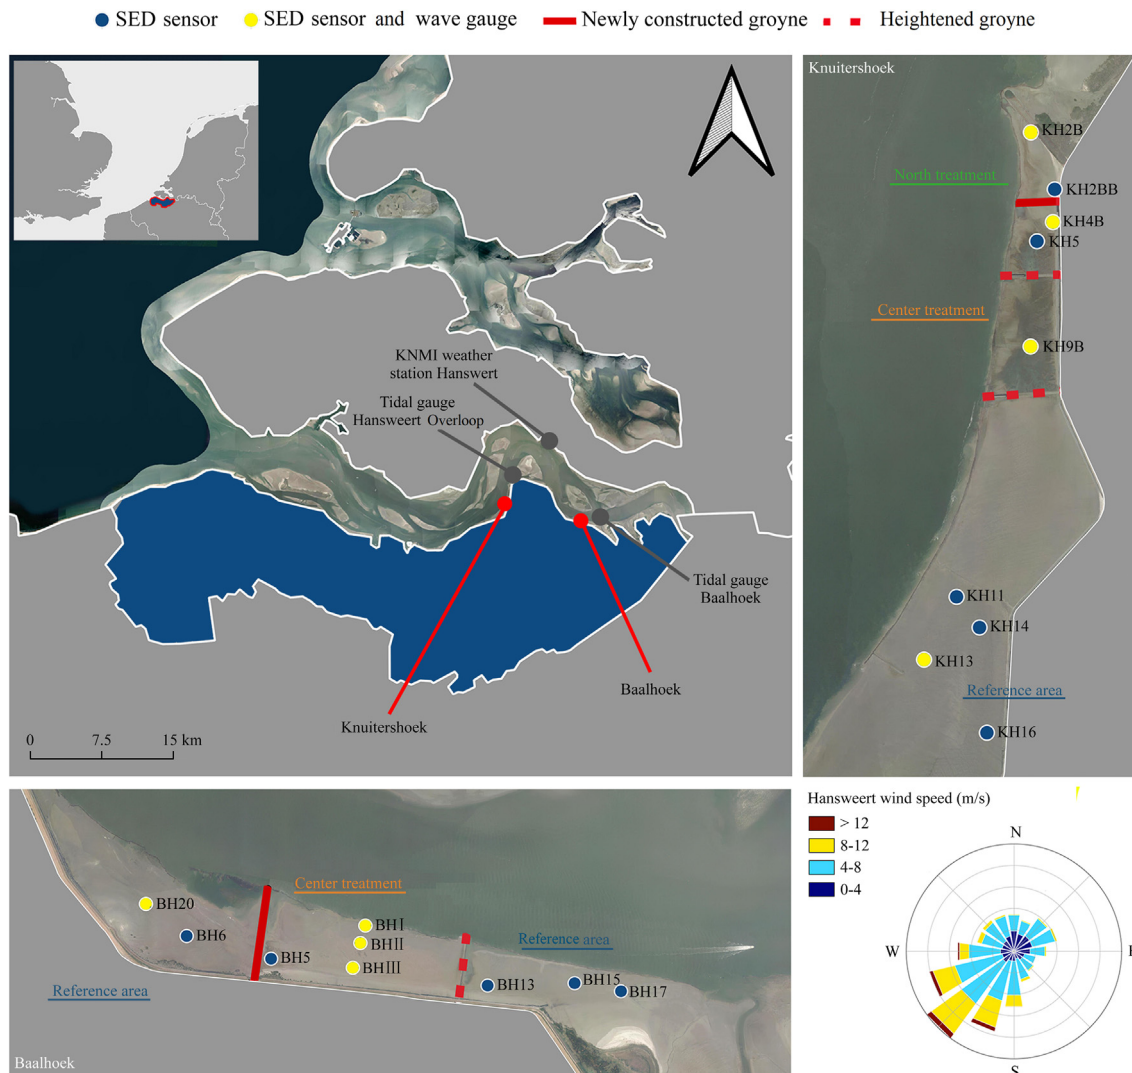 SED sensor
SED sensor and wave gauge
Newly constructed groyne
Heightened groyne
KNMI weather
station Hanswert
Tidal gauge
Hansweert Overloop
Tidal gauge
Baalhoek
Baalhoek
Knuitershoek
0 7.5 15 km
Knuitershoek
KH2B
North treatment
KH2BB
KH4B
KH5
Center treatment
KH9B
KH11
KH14
KH13
Reference area
KH16
Center treatment
BH20
BH6
BHI
BHII
BHIII
BH5
Reference area
BH13
BH15
BH17
Reference area
Baalhoek
Hansweert wind speed (m/s)
> 12
8-12
4-8
0-4
N
W
E
S